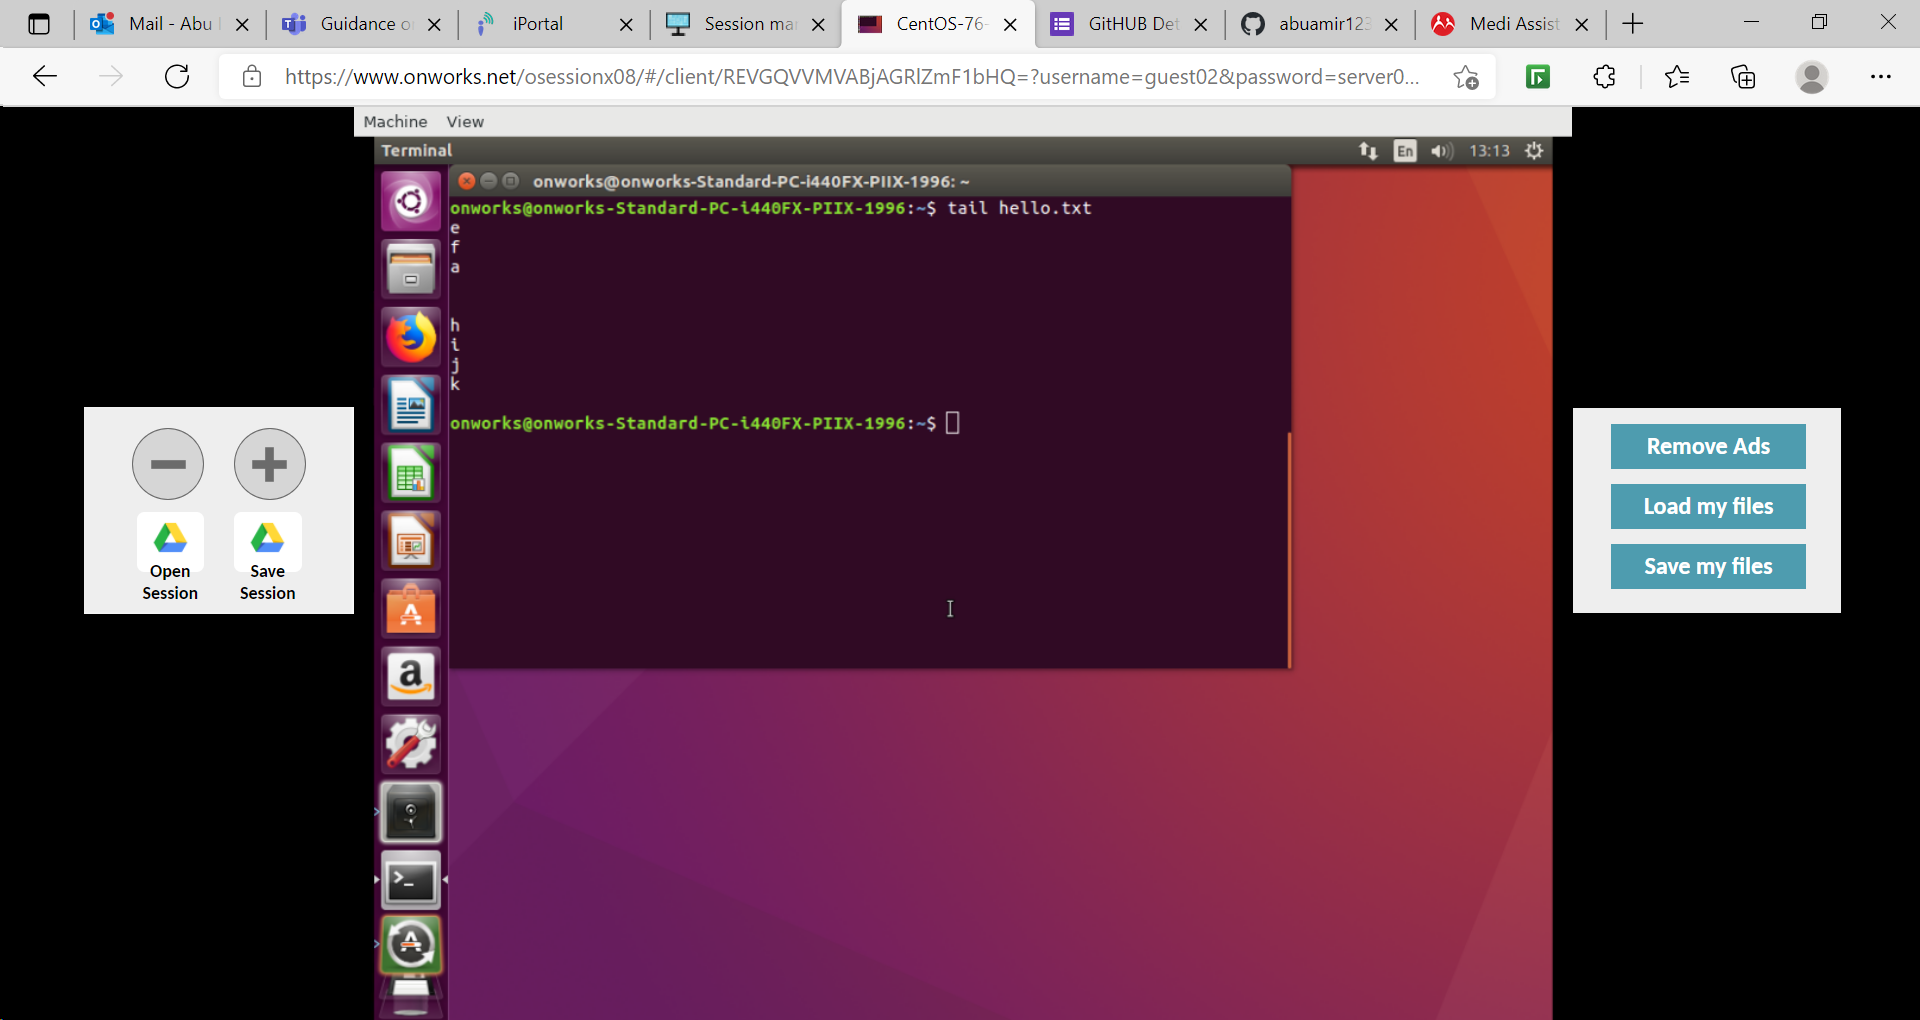 Mail - Abu
Guidance o
iPortal
Session ma
CentOS-76-
GitHUB Det
abuamir123
Medi Assist
https://www.onworks.net/osessionx08/#/client/REVGQVVMVABjAGRlZmF1bHQ=?username=guest02&password=server0...
Machine View
Terminal
En
13:13
onworks@onworks-Standard-PC-i440FX-PIIX-1996: ~
onworks@onworks-Standard-PC-i440FX-PIIX-1996:~$ tail hello.txt
e
f
a
h
i
j
k
onworks@onworks-Standard-PC-i440FX-PIIX-1996:~$
Open
Session
Save
Session
Remove Ads
Load my files
Save my files